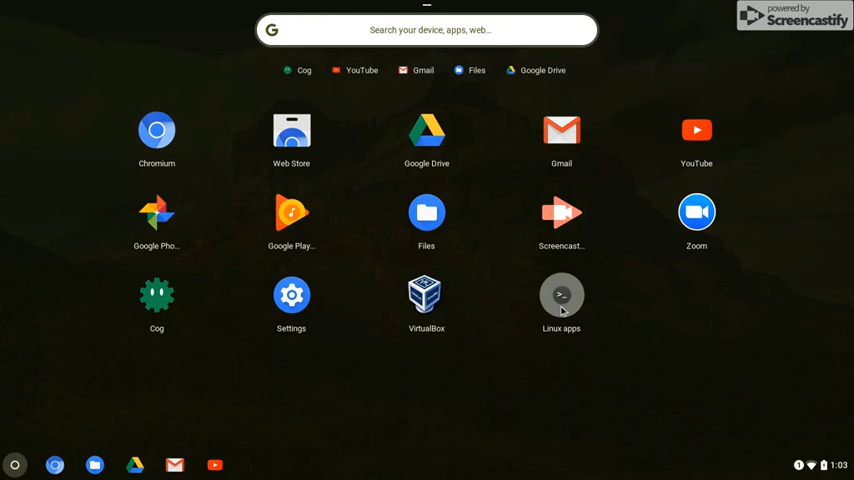 powered by
Screencastify
Search your device, apps, web...
Cog YouTube Gmail Files Google Drive
Chromium Web Store Google Drive Gmail YouTube
Google Pho... Google Play... Files Screencast... Zoom
Cog Settings VirtualBox Linux apps
>_
1 1:03